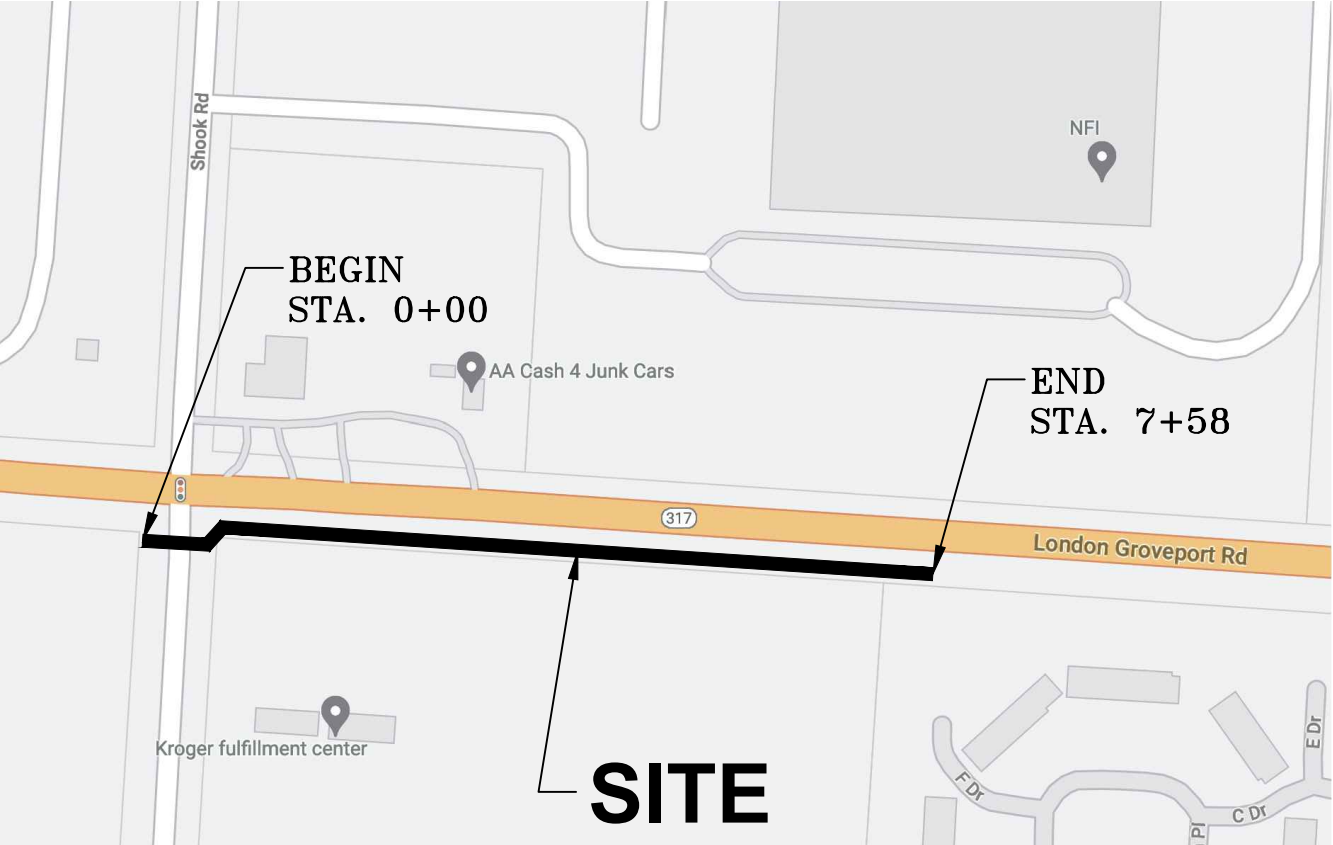 Shook Rd
NFI
BEGIN
STA. 0+00
AA Cash 4 Junk Cars
END
STA. 7+58
317
London Groveport Rd
Kroger fulfillment center
SITE
F Dr
E Dr
C Dr
Pl